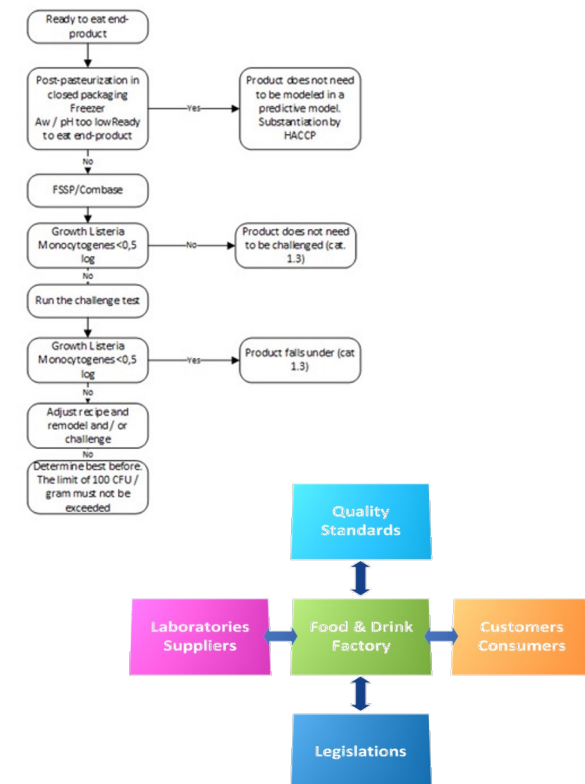 Ready to eat end-
product
Post-pasteurization in
closed packaging
Freezer
Aw / pH too lowReady
to eat end-product
Yes
Product does not need
to be modeled in a
predictive model.
Substantiation by
HACCP
No
FSSP/Combase
Growth Listeria
Monocytogenes <0,5
log
No
Product does not need
to be challenged (cat.
1.3)
No
Run the challenge test
Growth Listeria
Monocytogenes <0,5
log
Yes
Product falls under (cat
1.3)
No
Adjust recipe and
remodel and / or
challenge
No
Determine best before.
The limit of 100 CFU /
gram must not be
exceeded
Quality
Standards
Laboratories
Suppliers
Food & Drink
Factory
Customers
Consumers
Legislations